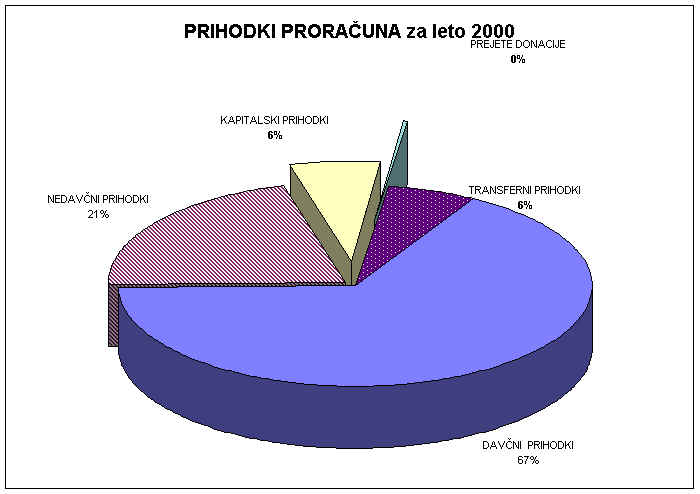 PRIHODKI PRORAČUNA za leto 2000
PREJETE DONACIJE
0%
KAPITALSKI PRIHODKI
6%
TRANSFERNI PRIHODKI
6%
NEDAVČNI PRIHODKI
21%
DAVČNI  PRIHODKI
67%